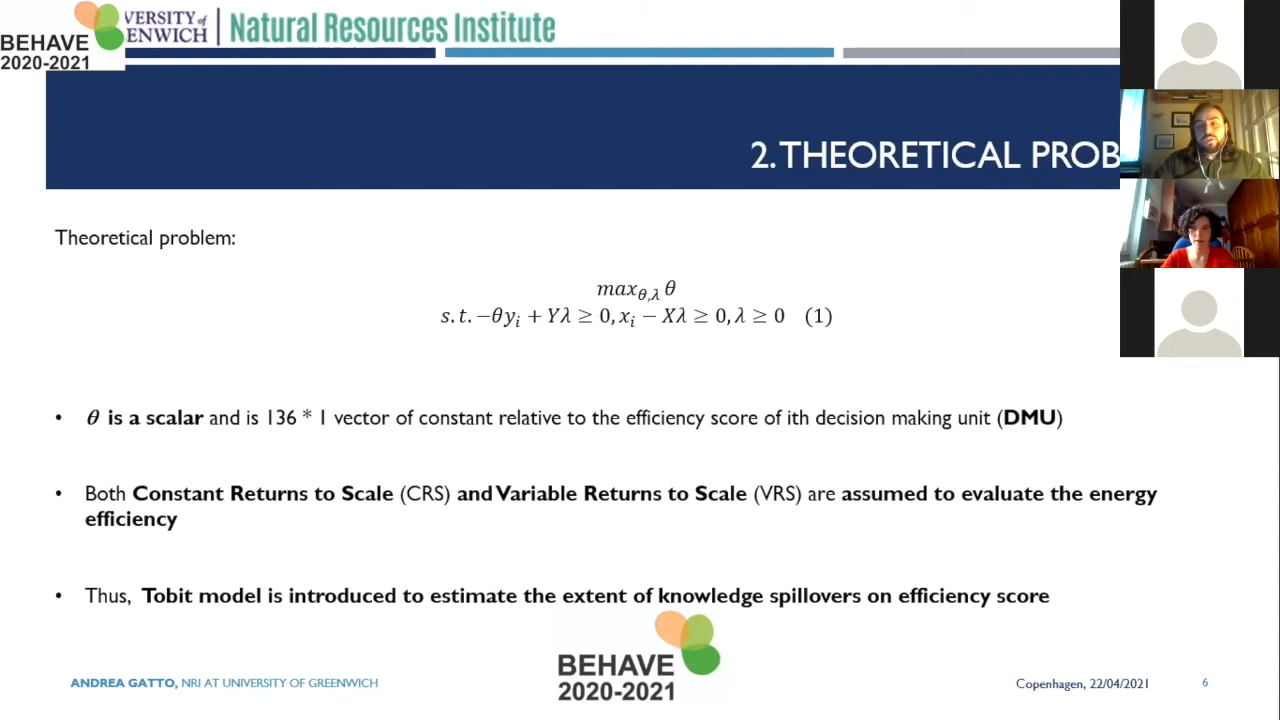 VERSITY of
ENWICH
Natural Resources Institute
BEHAVE
2020-2021
2. THEORETICAL PROB
Theoretical problem:
max_{θ,λ} θ
s.t. −θy_i + Yλ ≥ 0, x_i − Xλ ≥ 0, λ ≥ 0 (1)
• θ is a scalar and is 136 * 1 vector of constant relative to the efficiency score of ith decision making unit (DMU)
• Both Constant Returns to Scale (CRS) and Variable Returns to Scale (VRS) are assumed to evaluate the energy
efficiency
• Thus, Tobit model is introduced to estimate the extent of knowledge spillovers on efficiency score
BEHAVE
2020-2021
ANDREA GATTO, NRI AT UNIVERSITY OF GREENWICH
Copenhagen, 22/04/2021
6